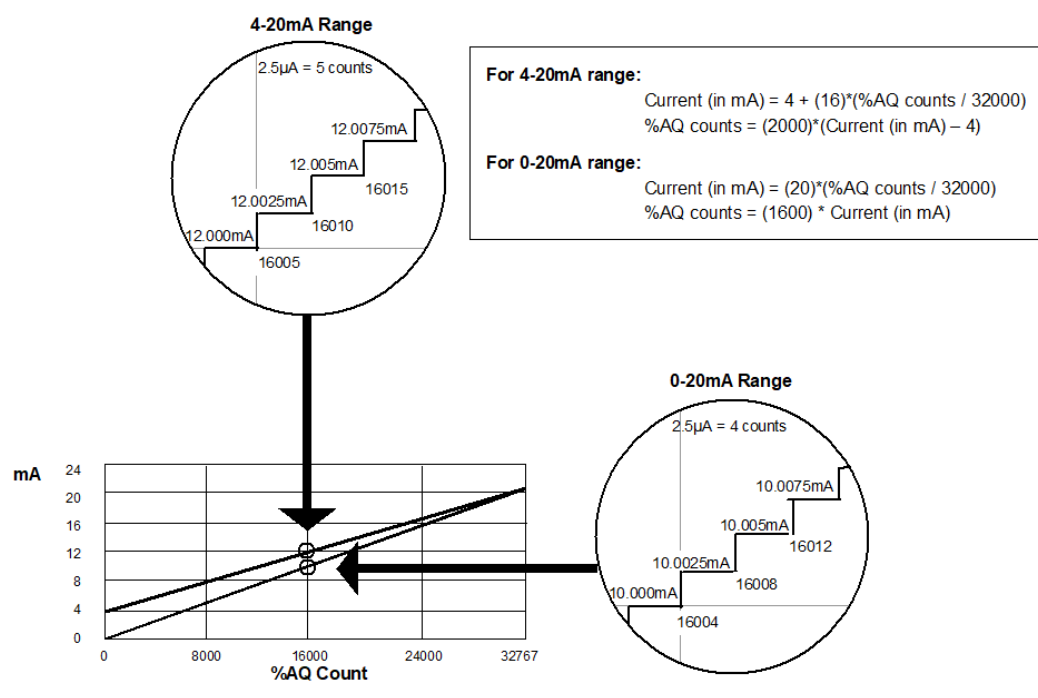 4-20mA Range
2.5µA = 5 counts
12.0075mA
12.005mA
16015
12.0025mA
16010
12.000mA
16005
For 4-20mA range:
Current (in mA) = 4 + (16)*(%AQ counts / 32000)
%AQ counts = (2000)*(Current (in mA) – 4)
For 0-20mA range:
Current (in mA) = (20)*(%AQ counts / 32000)
%AQ counts = (1600) * Current (in mA)
0-20mA Range
2.5µA = 4 counts
10.0075mA
10.005mA
16012
10.0025mA
16008
10.000mA
16004
mA
24
20
16
12
8
4
0
0 8000 16000 24000 32767
%AQ Count